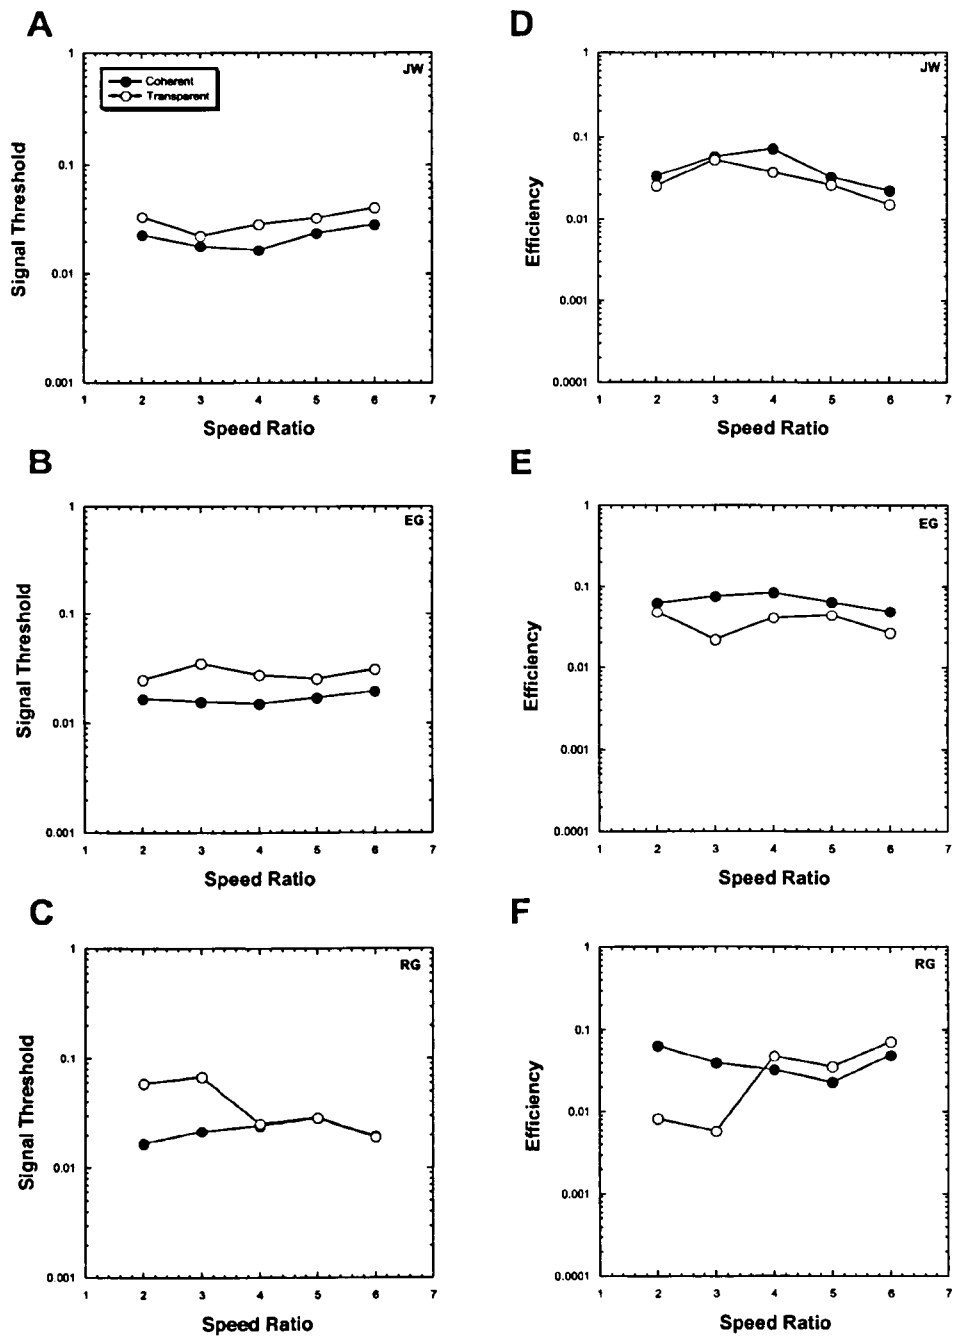 A
JW
Coherent
Transparent
1
0.1
0.01
0.001
Signal Threshold
1 2 3 4 5 6 7
Speed Ratio
D
JW
1
0.1
0.01
0.001
0.0001
Efficiency
1 2 3 4 5 6 7
Speed Ratio
B
EG
1
0.1
0.01
0.001
Signal Threshold
1 2 3 4 5 6 7
Speed Ratio
E
EG
1
0.1
0.01
0.001
0.0001
Efficiency
1 2 3 4 5 6 7
Speed Ratio
C
RG
1
0.1
0.01
0.001
Signal Threshold
1 2 3 4 5 6 7
Speed Ratio
F
RG
1
0.1
0.01
0.001
0.0001
Efficiency
1 2 3 4 5 6 7
Speed Ratio